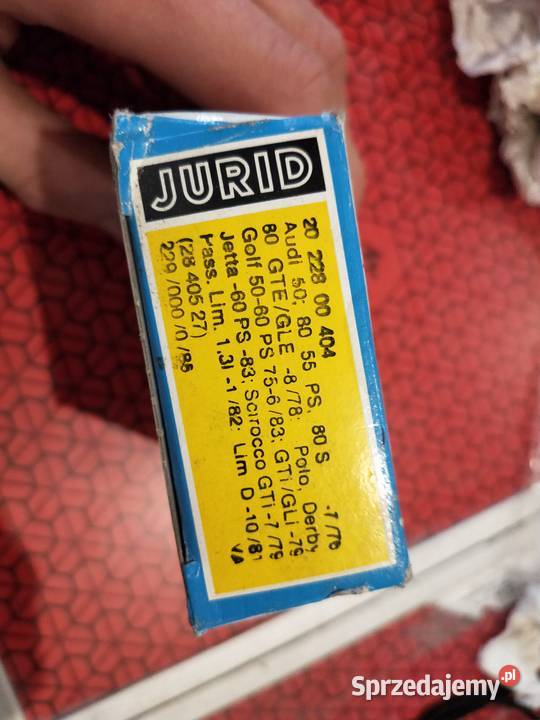 JURID
20 228 00 404
Audi 50; 80 55 PS, 80 S -7/78
80 GTE/GLE -8/78: Polo, Derby
Golf 50-60 PS 75-6/83; GTi/GLi -79
Jetta -60 PS -83; Scirocco GTi -7/79
Pass. Lim. 1.3l -1/82: Lim D -10/81
(28 405 27) VA
229/000/0/85
Sprzedajemy.pl